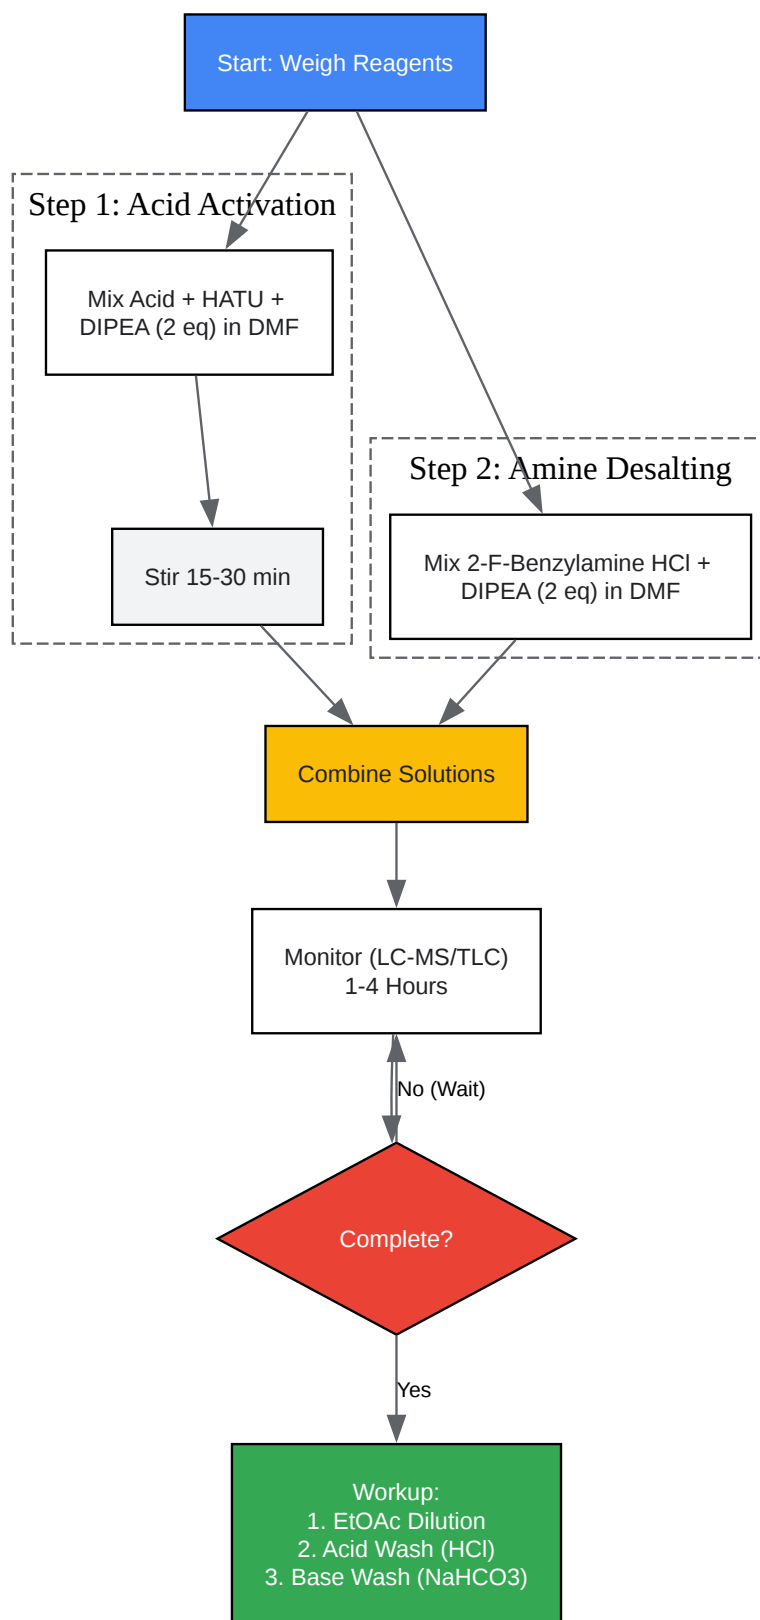 Start: Weigh Reagents
Step 1: Acid Activation
Mix Acid + HATU +
DIPEA (2 eq) in DMF
Stir 15-30 min
Step 2: Amine Desalting
Mix 2-F-Benzylamine HCl +
DIPEA (2 eq) in DMF
Combine Solutions
Monitor (LC-MS/TLC)
1-4 Hours
No (Wait)
Complete?
Yes
Workup:
1. EtOAc Dilution
2. Acid Wash (HCl)
3. Base Wash (NaHCO3)